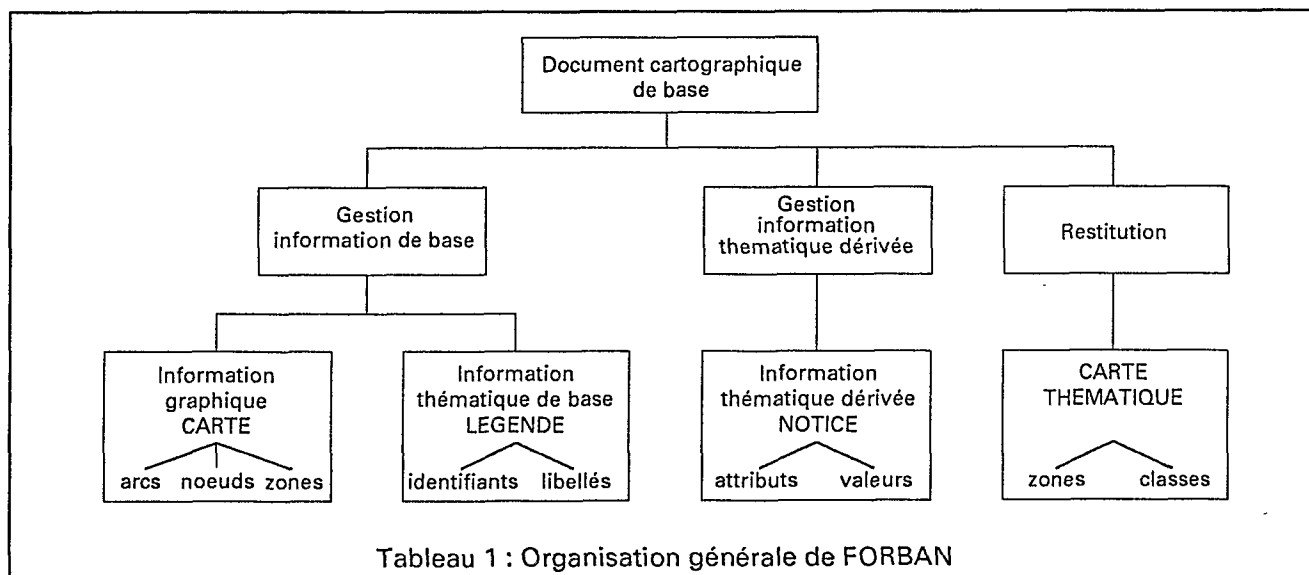 Document cartographique
de base
Gestion
information de base
Gestion
information
thematique dérivée
Restitution
Information
graphique
CARTE
arcs noeuds zones
Information
thématique de base
LEGENDE
identifiants libellés
Information
thématique dérivée
NOTICE
attributs valeurs
CARTE
THEMATIQUE
zones classes
Tableau 1 : Organisation générale de FORBAN